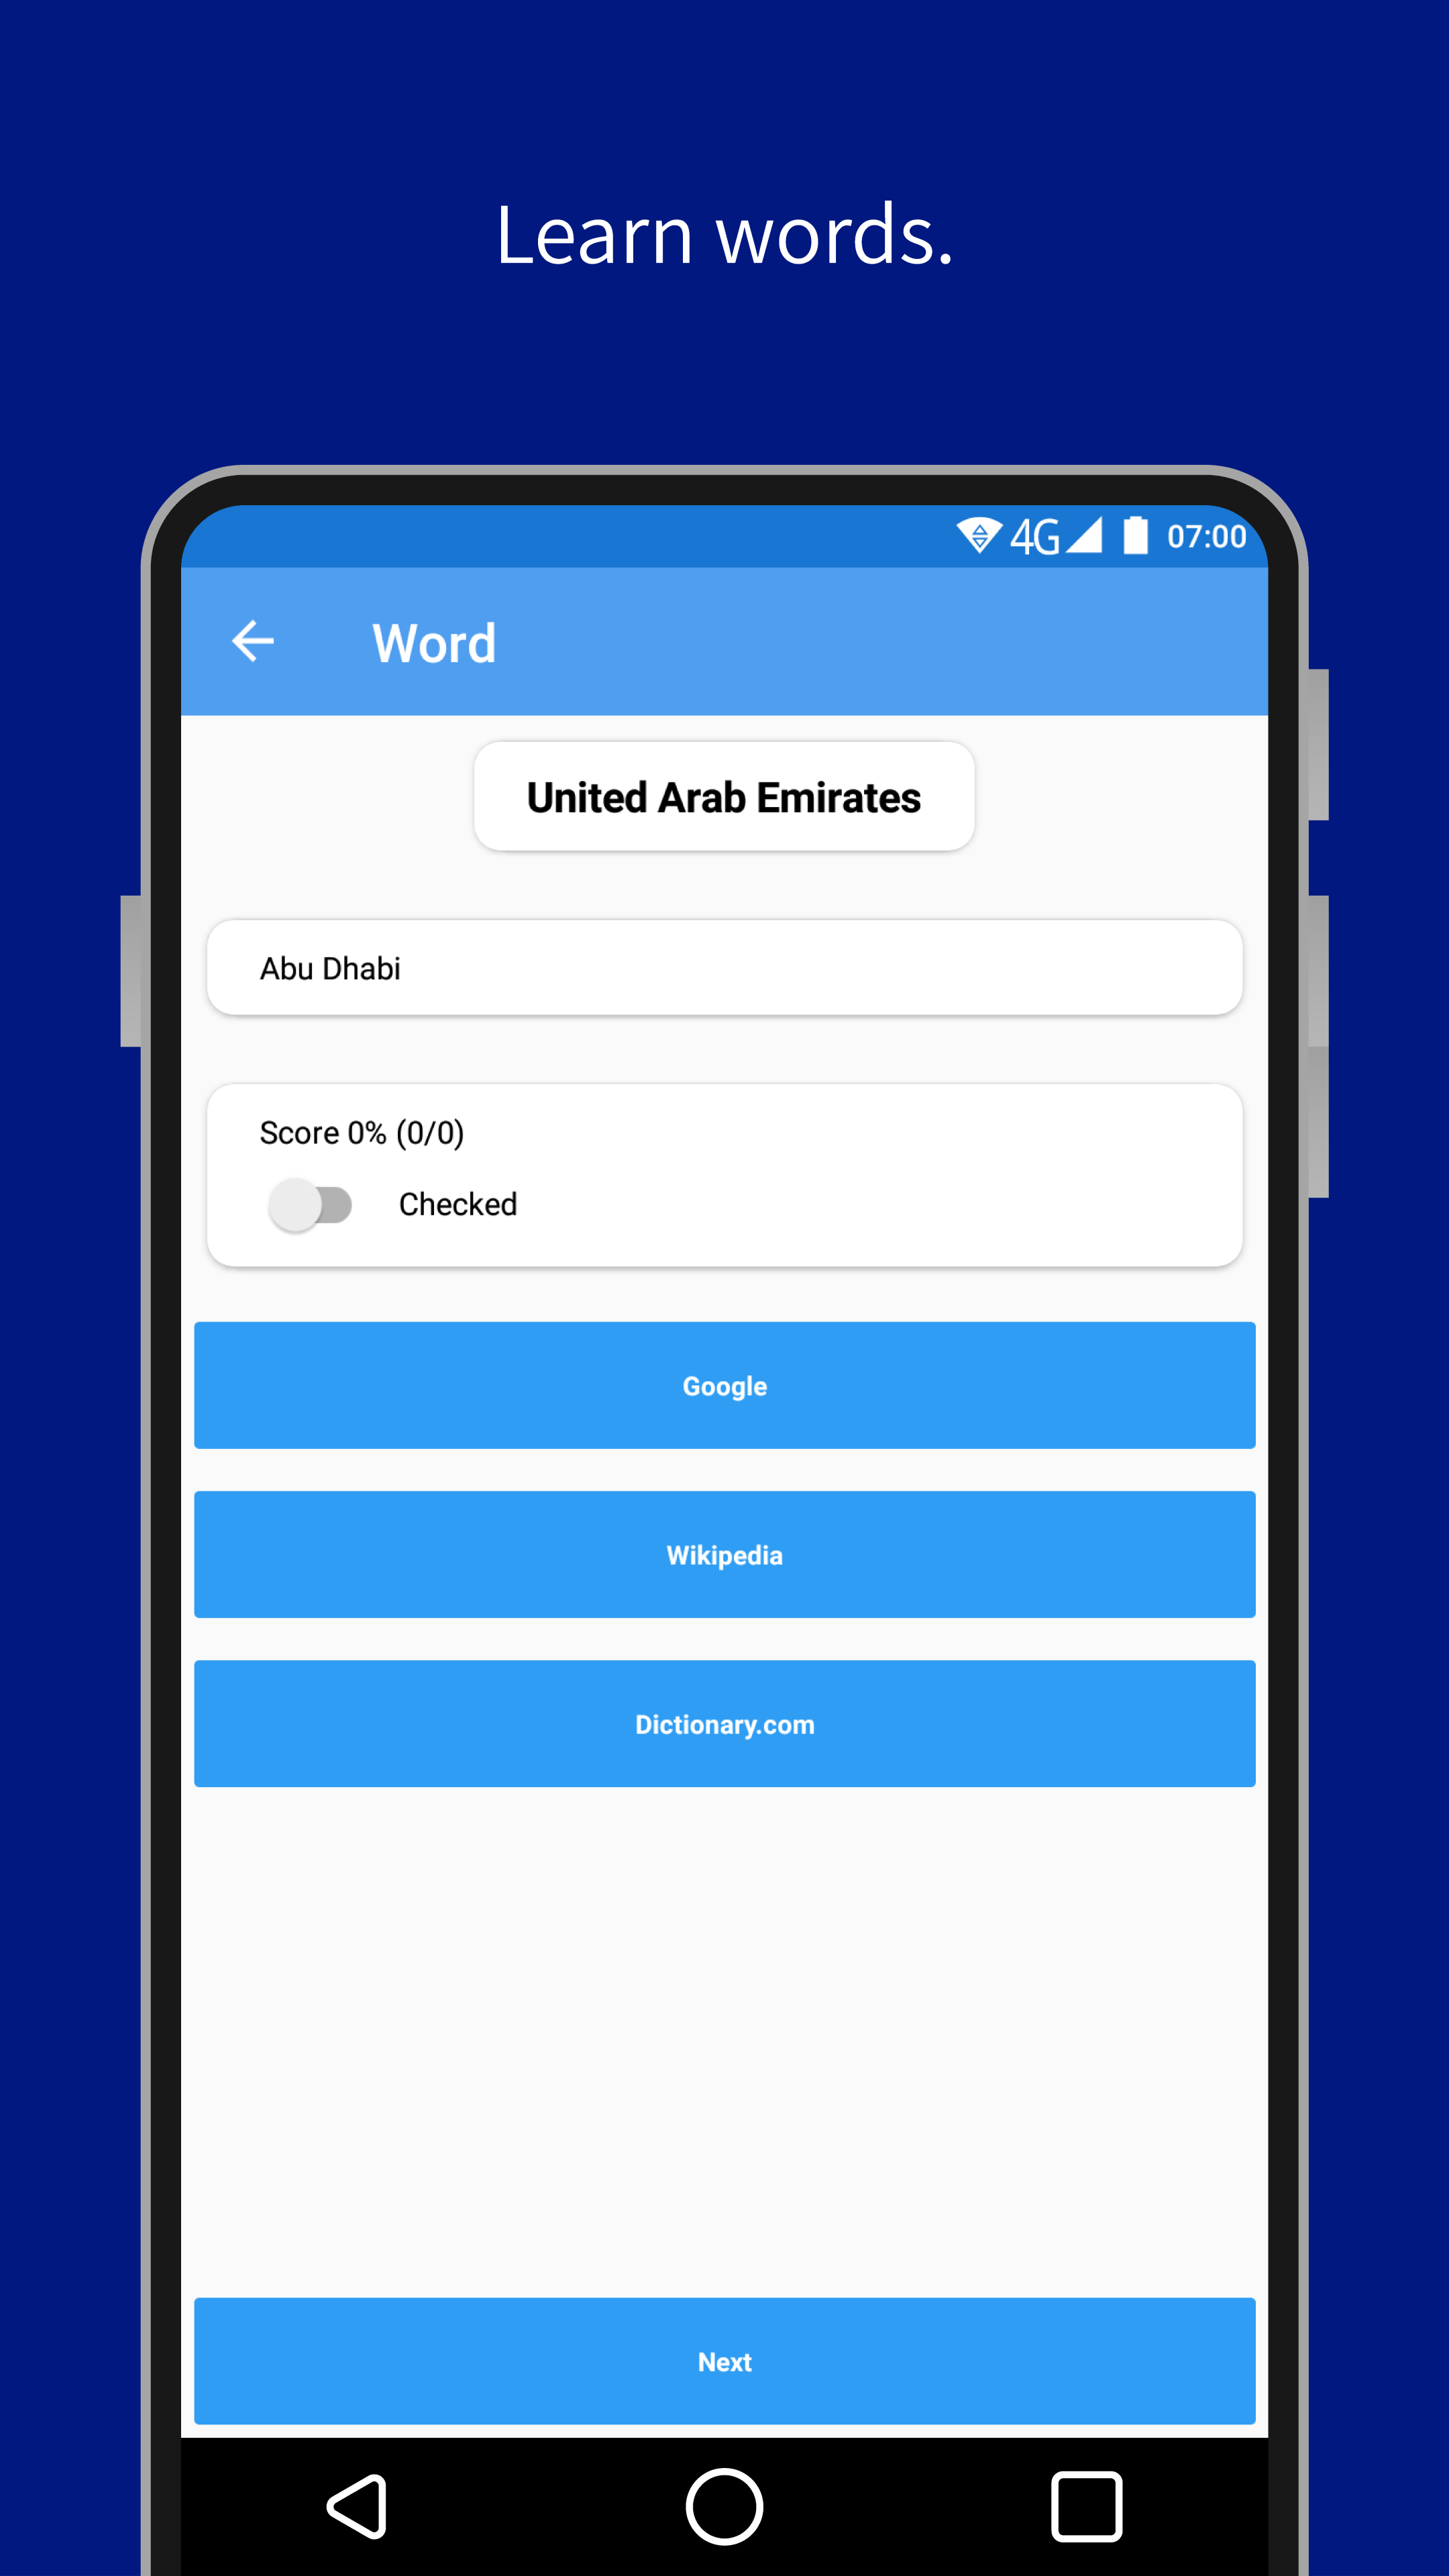 Learn words.
4G 07:00
Word
United Arab Emirates
Abu Dhabi
Score 0% (0/0)
Checked
Google
Wikipedia
Dictionary.com
Next